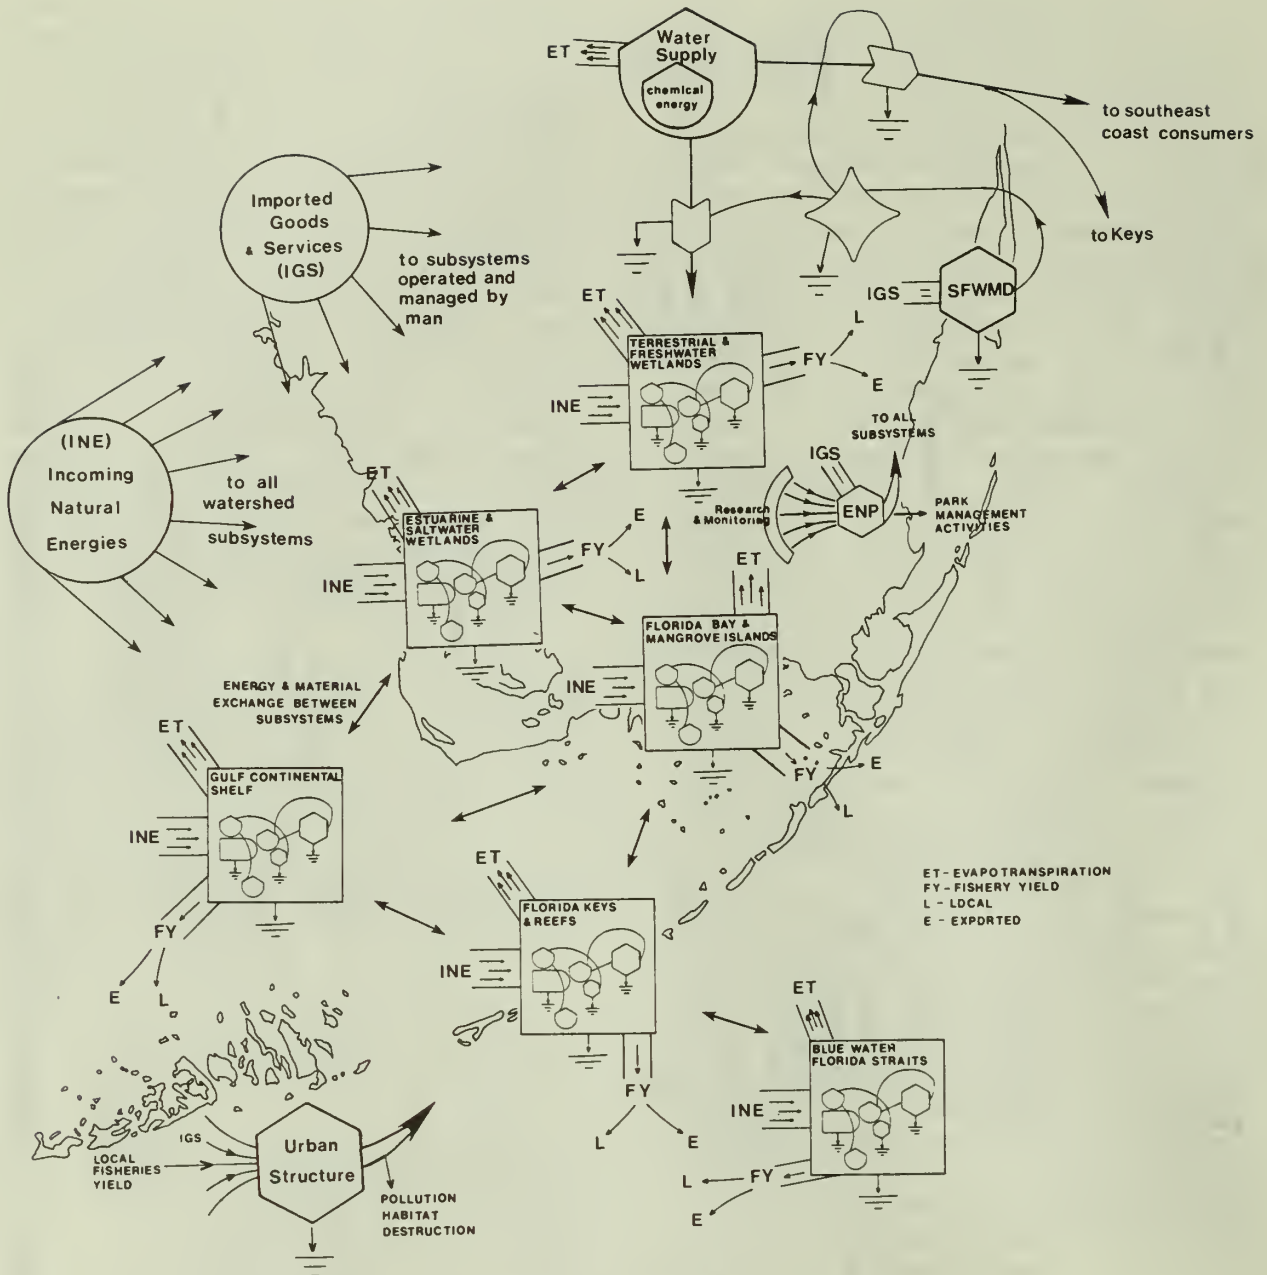 Water
Supply
chemical
energy
ET
to southeast
coast consumers
to Keys
Imported
Goods
& Services
(IGS)
to subsystems
operated and
managed by
man
IGS
SFWMD
ET
TERRESTRIAL &
FRESHWATER
WETLANDS
INE
FY
L
E
(INE)
Incoming
Natural
Energies
to all
watershed
subsystems
TO ALL
SUBSYSTEMS
IGS
Research
& Monitoring
ENP
PARK
MANAGEMENT
ACTIVITIES
ET
ESTUARINE &
SALTWATER
WETLANDS
INE
FY
E
L
ET
FLORIDA BAY &
MANGROVE ISLANDS
INE
FY
E
L
ENERGY & MATERIAL
EXCHANGE BETWEEN
SUBSYSTEMS
ET
GULF CONTINENTAL
SHELF
INE
FY
E
L
ET
FLORIDA KEYS
& REEFS
INE
FY
L
E
ET-EVAPOTRANSPIRATION
FY-FISHERY YIELD
L - LOCAL
E - EXPORTED
ET
BLUE WATER
FLORIDA STRAITS
INE
FY
L
E
IGS
LOCAL
FISHERIES
YIELD
Urban
Structure
POLLUTION
HABITAT
DESTRUCTION